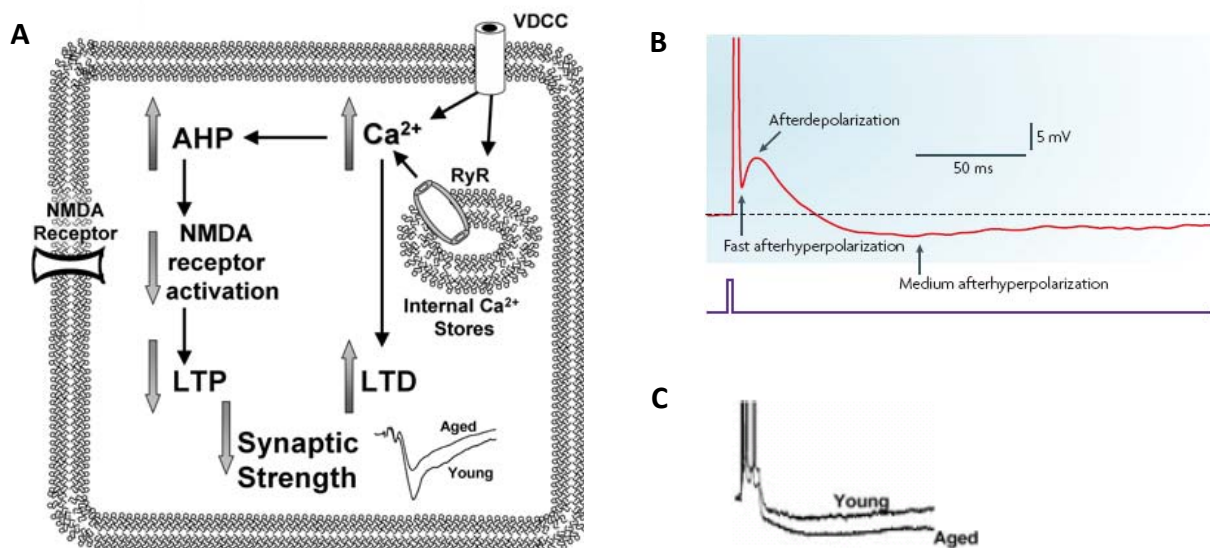 A
VDCC
AHP
Ca²⁺
RyR
NMDA
Receptor
NMDA
receptor
activation
Internal Ca²⁺
Stores
LTP
LTD
Synaptic
Strength
Aged
Young
B
Afterdepolarization
5 mV
50 ms
Fast afterhyperpolarization
Medium afterhyperpolarization
C
Young
Aged